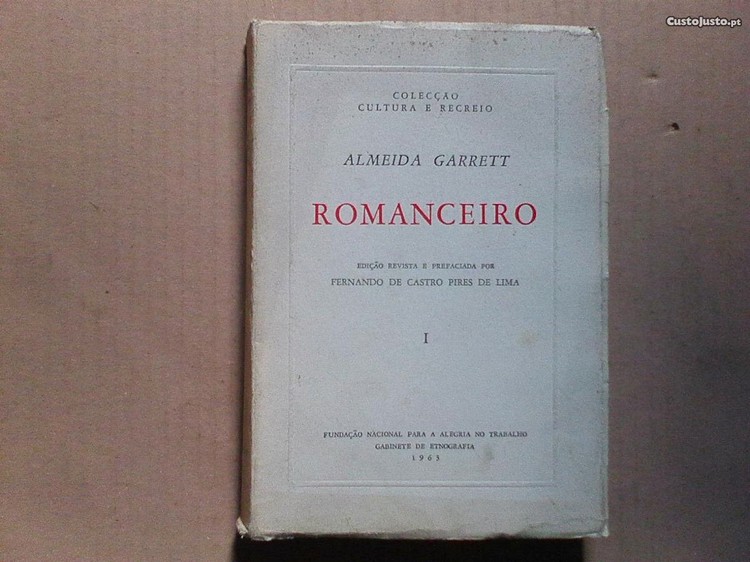 CustoJusto.pt
COLECÇÃO
CULTURA E RECREIO
ALMEIDA GARRETT
ROMANCEIRO
EDIÇÃO REVISTA E PREFACIADA POR
FERNANDO DE CASTRO PIRES DE LIMA
I
FUNDAÇÃO NACIONAL PARA A ALEGRIA NO TRABALHO
GABINETE DE ETNOGRAFIA
1963